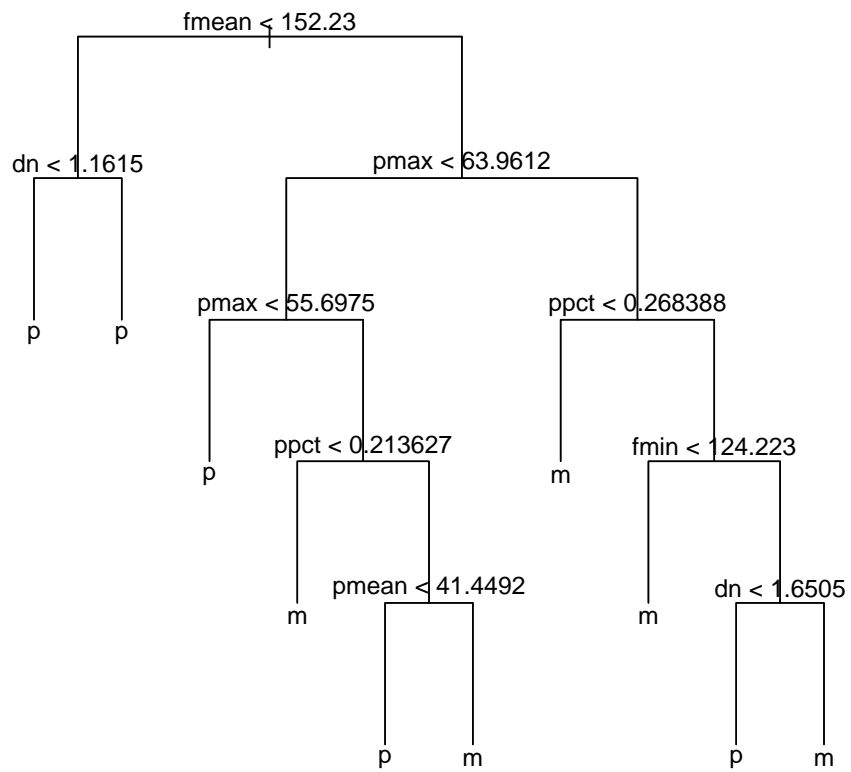 fmean < 152.23
dn < 1.1615
pmax < 63.9612
p
p
pmax < 55.6975
ppct < 0.268388
p
ppct < 0.213627
m
fmin < 124.223
m
pmean < 41.4492
m
dn < 1.6505
p
m
p
m